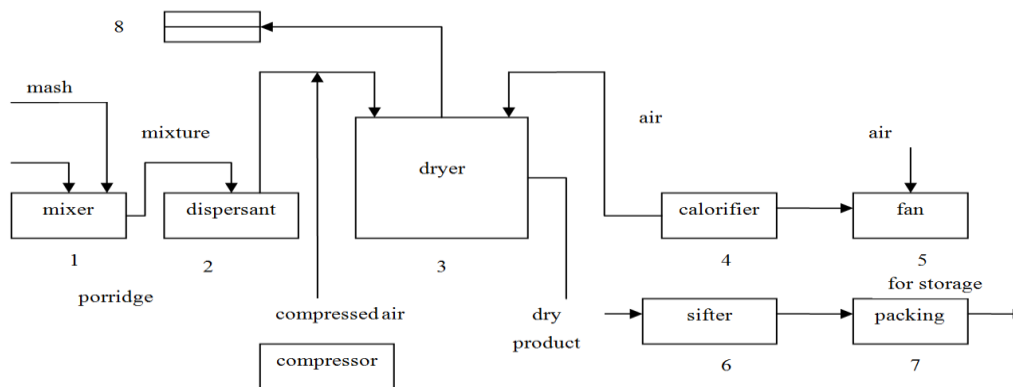 8
mash
mixture
air
air
dryer
mixer
dispersant
calorifier
fan
1
2
3
4
5
porridge
for storage
compressed air
dry
product
sifter
packing
compressor
6
7